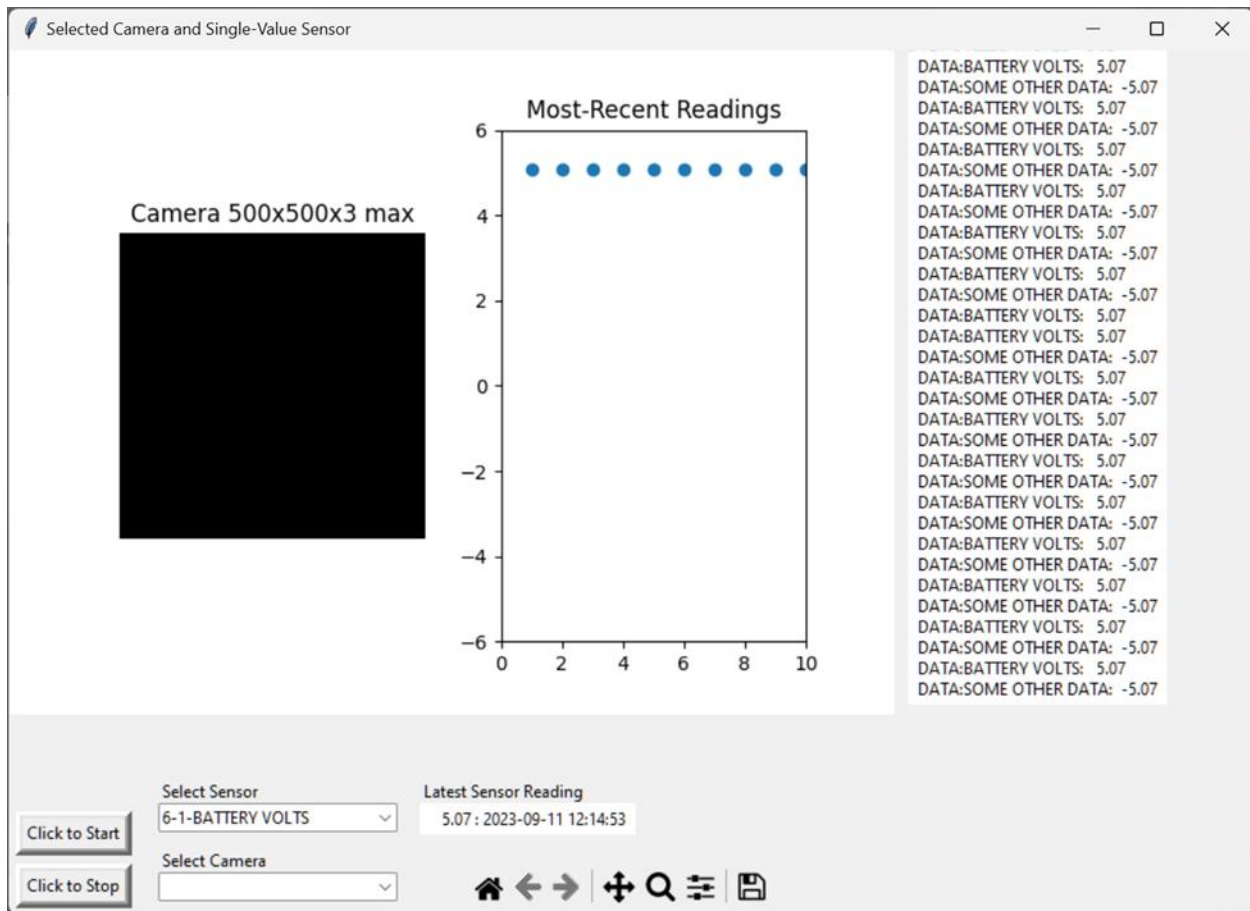 Selected Camera and Single-Value Sensor
Most-Recent Readings
6
4
2
0
−2
−4
−6
0 2 4 6 8 10
Camera 500x500x3 max
DATA:BATTERY VOLTS: 5.07
DATA:SOME OTHER DATA: -5.07
DATA:BATTERY VOLTS: 5.07
DATA:SOME OTHER DATA: -5.07
DATA:BATTERY VOLTS: 5.07
DATA:SOME OTHER DATA: -5.07
DATA:BATTERY VOLTS: 5.07
DATA:SOME OTHER DATA: -5.07
DATA:BATTERY VOLTS: 5.07
DATA:SOME OTHER DATA: -5.07
DATA:BATTERY VOLTS: 5.07
DATA:SOME OTHER DATA: -5.07
DATA:BATTERY VOLTS: 5.07
DATA:BATTERY VOLTS: 5.07
DATA:SOME OTHER DATA: -5.07
DATA:BATTERY VOLTS: 5.07
DATA:SOME OTHER DATA: -5.07
DATA:BATTERY VOLTS: 5.07
DATA:SOME OTHER DATA: -5.07
DATA:BATTERY VOLTS: 5.07
DATA:SOME OTHER DATA: -5.07
DATA:BATTERY VOLTS: 5.07
DATA:SOME OTHER DATA: -5.07
DATA:BATTERY VOLTS: 5.07
DATA:SOME OTHER DATA: -5.07
DATA:BATTERY VOLTS: 5.07
DATA:SOME OTHER DATA: -5.07
DATA:BATTERY VOLTS: 5.07
DATA:SOME OTHER DATA: -5.07
DATA:BATTERY VOLTS: 5.07
DATA:SOME OTHER DATA: -5.07
Select Sensor
6-1-BATTERY VOLTS
Latest Sensor Reading
5.07 : 2023-09-11 12:14:53
Click to Start
Select Camera
Click to Stop